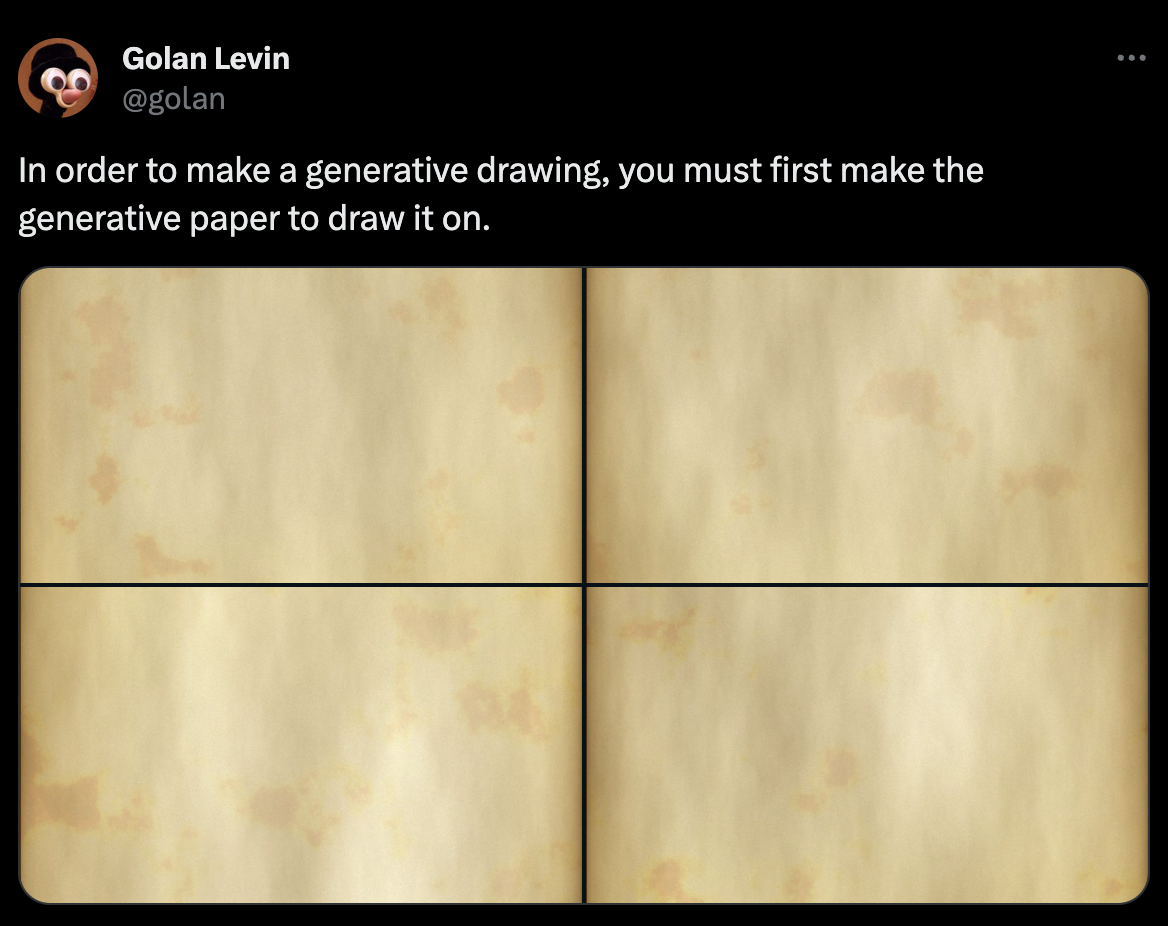 Golan Levin
@golan
In order to make a generative drawing, you must first make the
generative paper to draw it on.